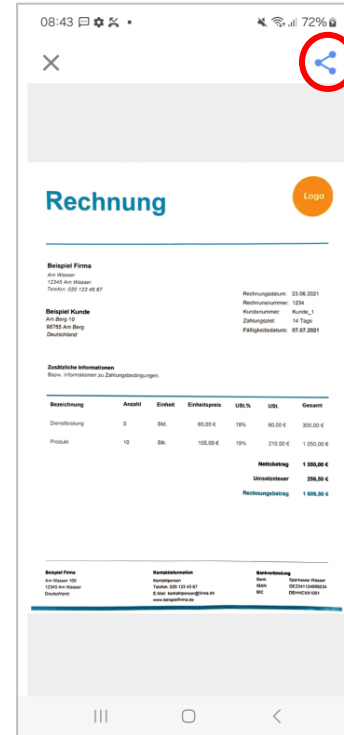 08:43
72%
Rechnung
Logo
Beispiel Firma
Am Wasser
12345 Am Wasser
Telefon: 020 123 45 67
Rechnungsdatum: 23.06.2021
Rechnunsnummer: 1234
Kundennummer: Kunde_1
Zahlungsziel: 14 Tage
Fälligkeitsdatum: 07.07.2021
Beispiel Kunde
Am Berg 10
98765 Am Berg
Deutschland
Zusätzliche Informationen
Bspw. Informationen zu Zahlungsbedingungen.
Bezeichnung Anzahl Einheit Einheitspreis USt.% USt. Gesamt
Dienstleistung 5 Std. 60,00 € 19% 60,00 € 300,00 €
Produkt 10 Stk. 105,00 € 19% 210,00 € 1 050,00 €
Nettobetrag 1 350,00 €
Umsatzsteuer 256,50 €
Rechnungsbetrag 1 606,50 €
Beispiel Firma Kontaktinformation Bankverbindung
Am Wasser 100 Kontaktperson Bank Sparkasse Wasser
12345 Am Wasser Telefon: 020 123 45 67 IBAN
Deutschland E-Mail: kontaktperson@firma.de BIC
www.beispielfirma.de